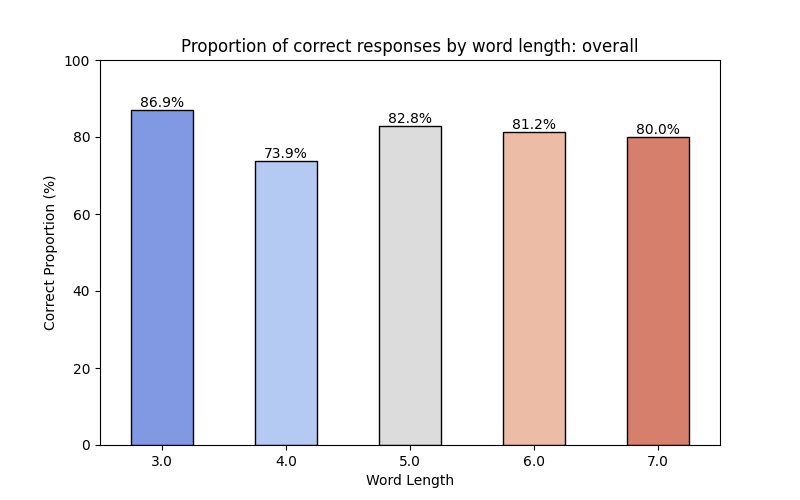 Proportion of correct responses by word length: overall
100
80
60
40
20
0
Correct Proportion (%)
86.9%
73.9%
82.8%
81.2%
80.0%
3.0 4.0 5.0 6.0 7.0
Word Length